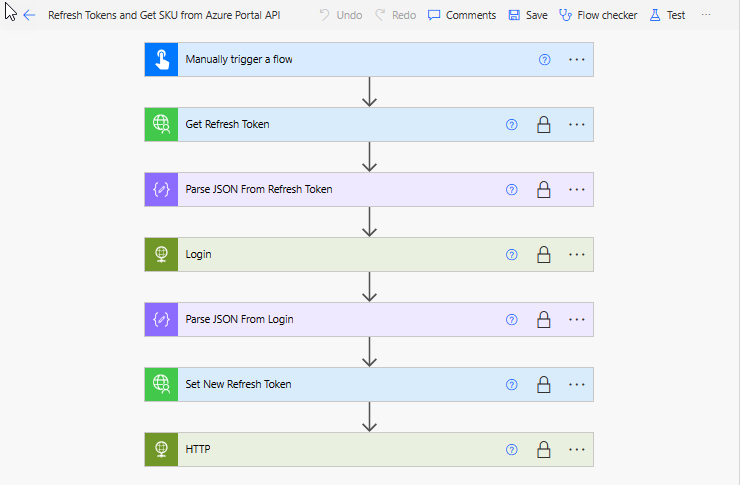 Refresh Tokens and Get SKU from Azure Portal API Undo Redo Comments Save Flow checker Test ...
Manually trigger a flow ? ...
Get Refresh Token ? ...
{} Parse JSON From Refresh Token ? ...
Login ? ...
{} Parse JSON From Login ? ...
Set New Refresh Token ? ...
HTTP ? ...